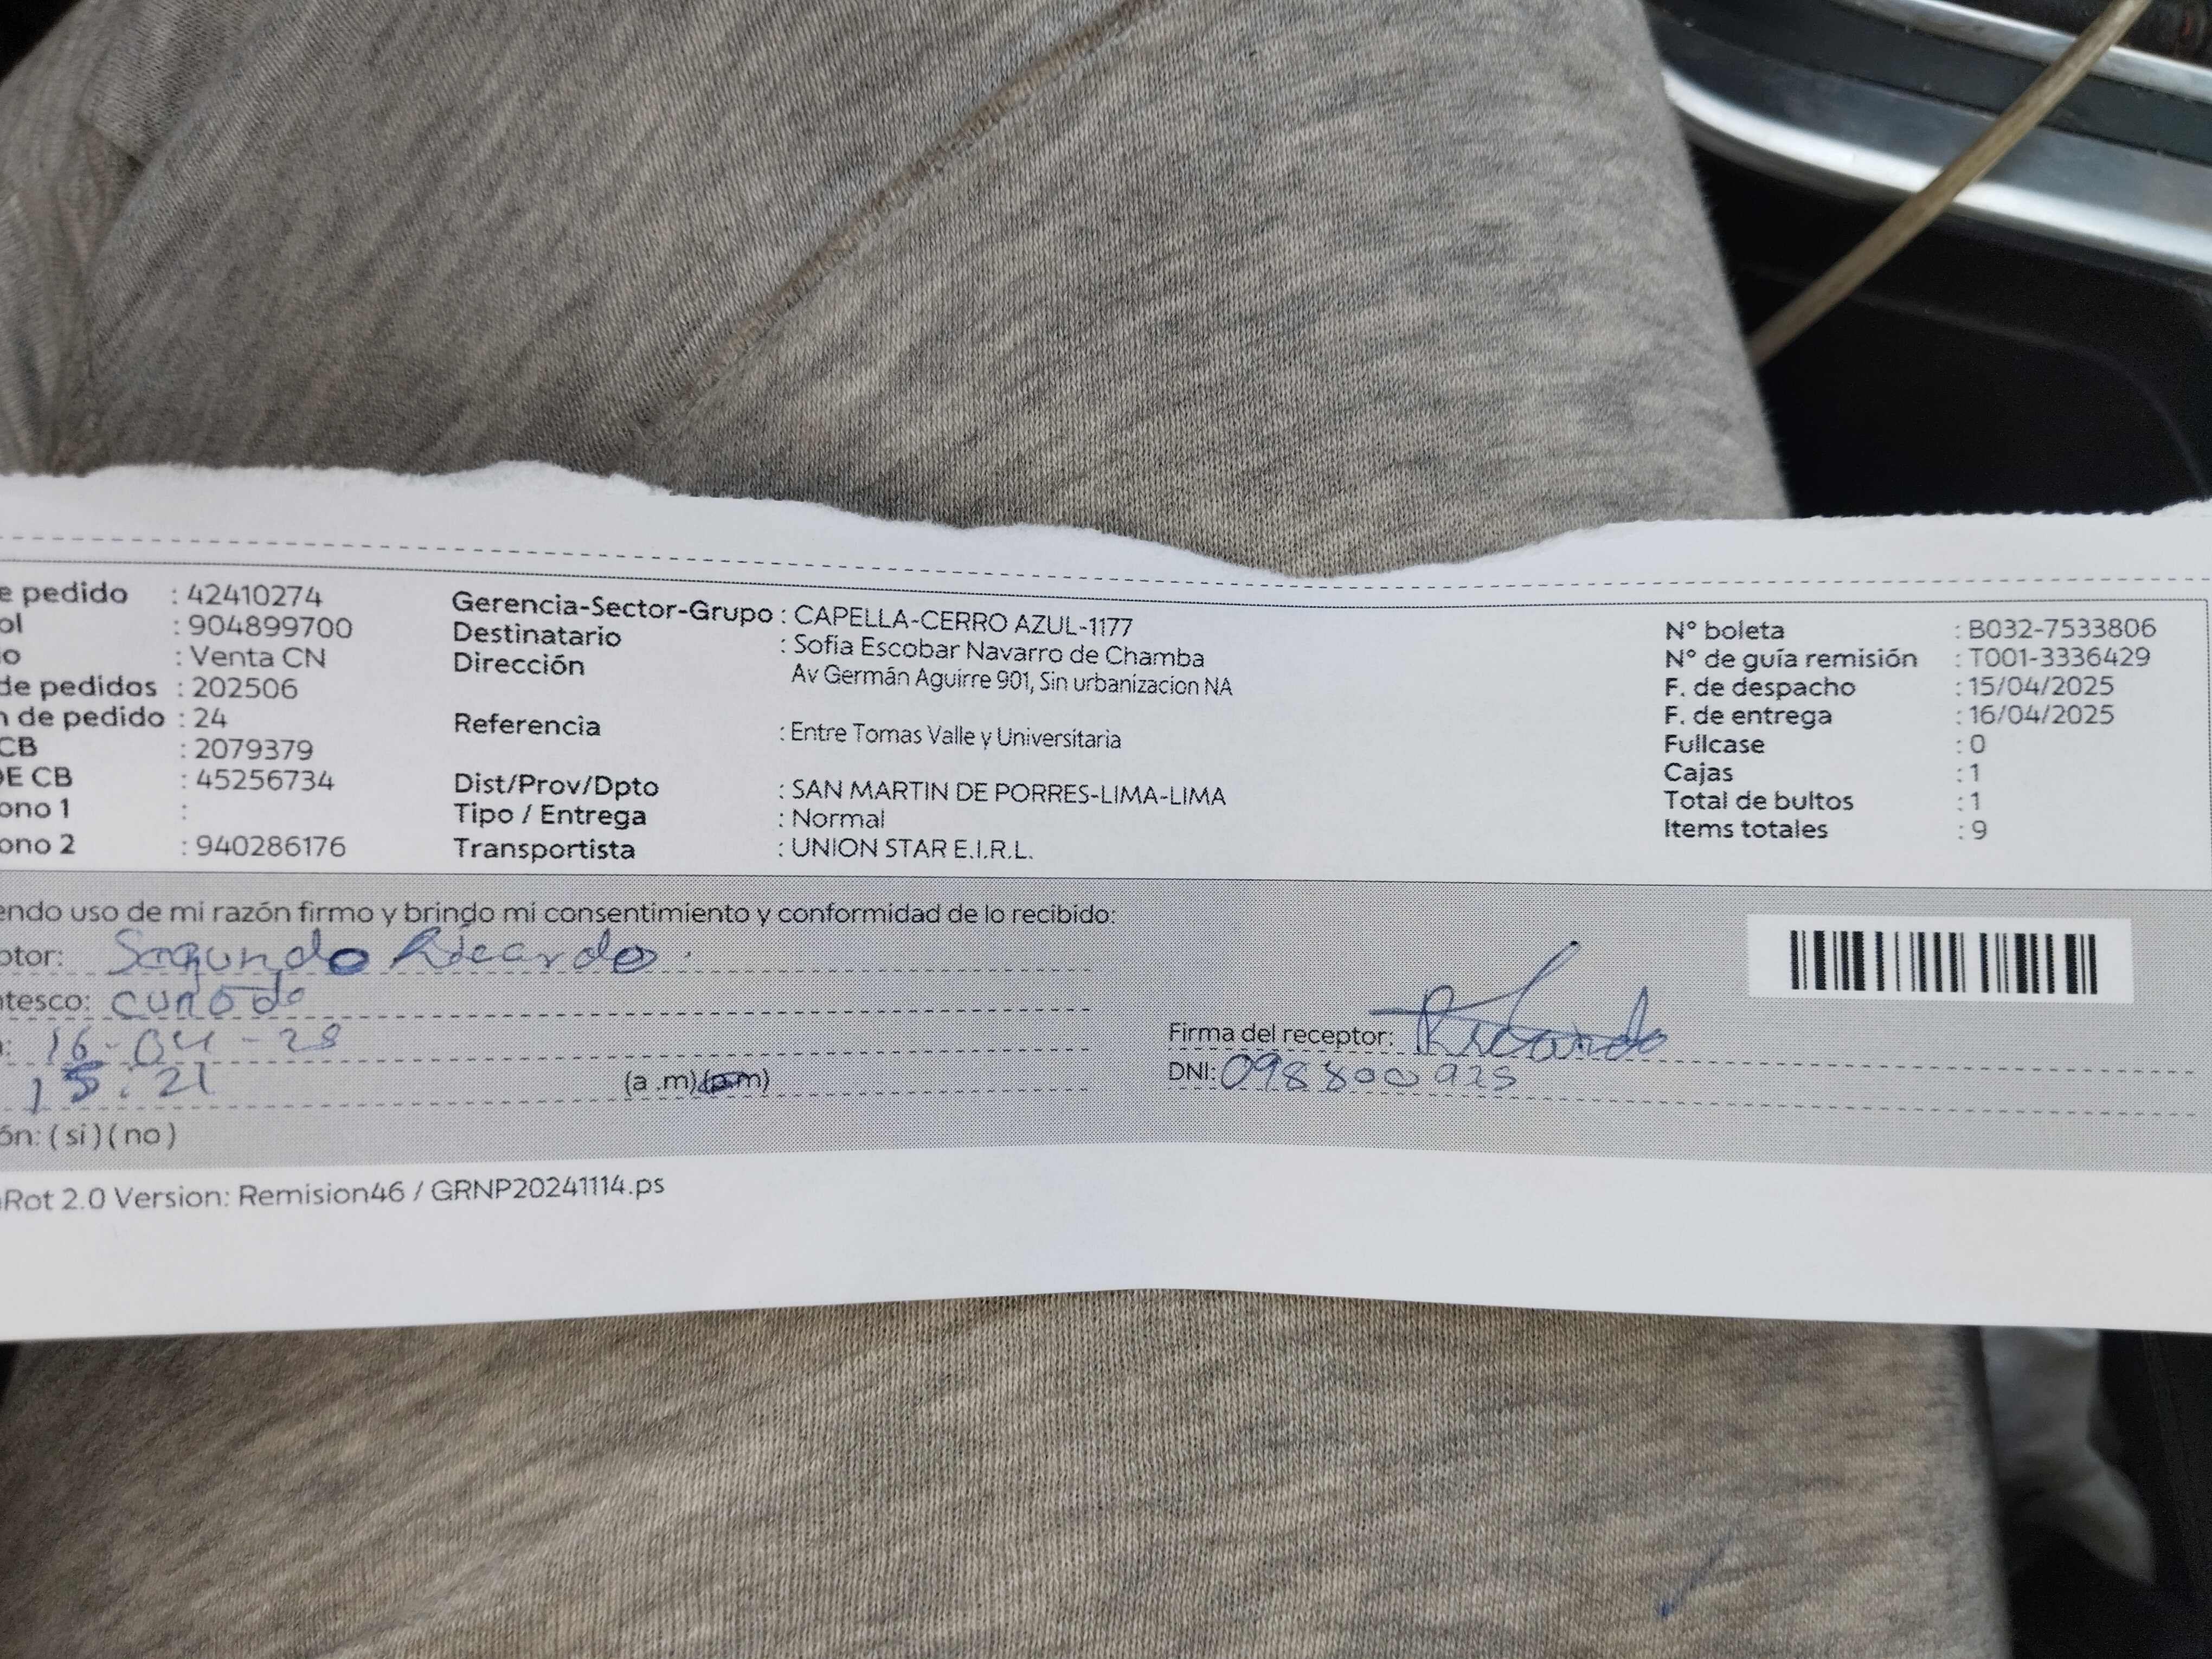 e pedido : 42410274
ol : 904899700
o : Venta CN
de pedidos : 202506
n de pedido : 24
CB : 2079379
DE CB : 45256734
ono 1 :
ono 2 : 940286176
Gerencia-Sector-Grupo : CAPELLA-CERRO AZUL-1177
Destinatario : Sofía Escobar Navarro de Chamba
Dirección Av Germán Aguirre 901, Sin urbanizacion NA
Referencia : Entre Tomas Valle y Universitaria
Dist/Prov/Dpto : SAN MARTIN DE PORRES-LIMA-LIMA
Tipo / Entrega : Normal
Transportista : UNION STAR E.I.R.L.
N° boleta : B032-7533806
N° de guía remisión : T001-3336429
F. de despacho : 15/04/2025
F. de entrega : 16/04/2025
Fullcase : 0
Cajas : 1
Total de bultos : 1
Items totales : 9
endo uso de mi razón firmo y brindo mi consentimiento y conformidad de lo recibido:
ptor: Segundo Ricardo
ntesco: cuñado
: 16-04-25
15:21 (a .m) (p.m)
ón: ( si ) ( no )
Firma del receptor: Ricardo
DNI: 098800925
Rot 2.0 Version: Remision46 / GRNP20241114.ps